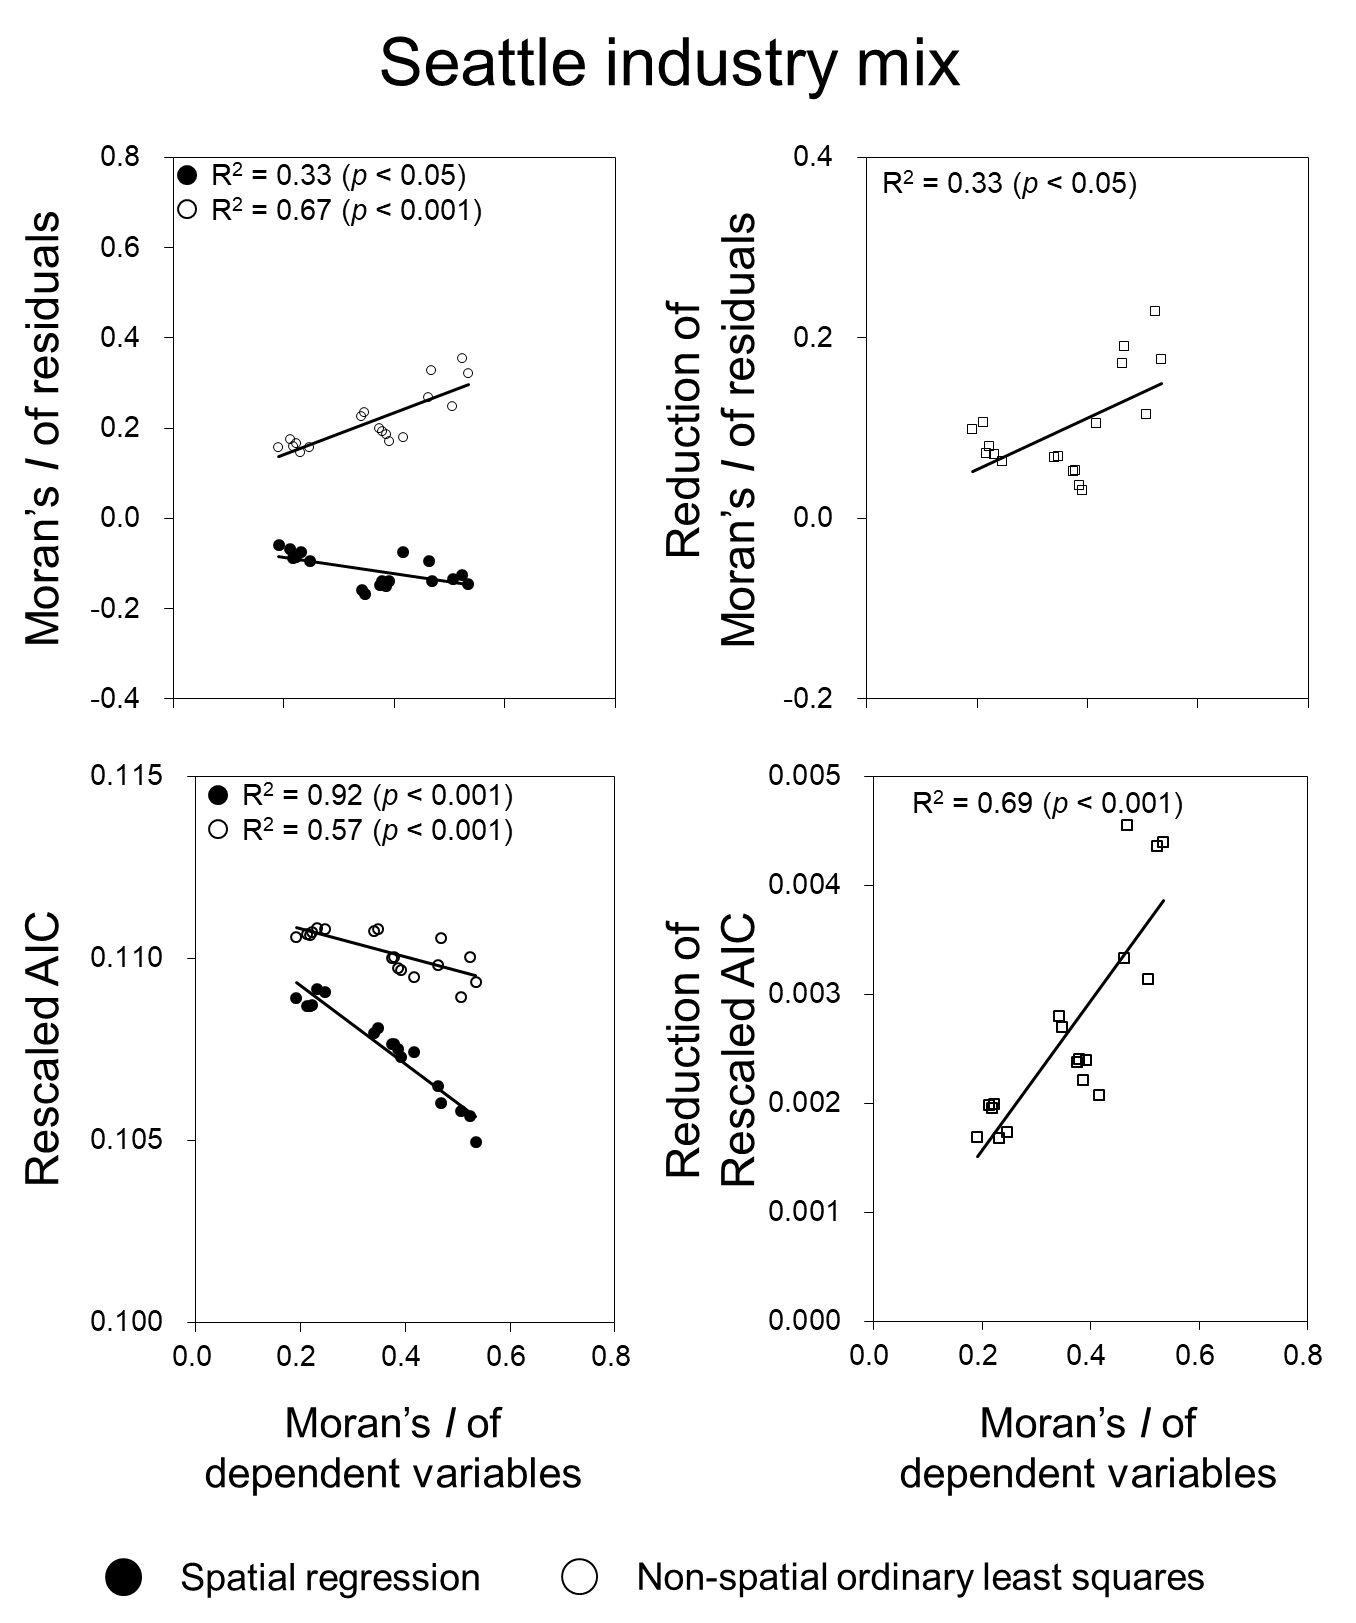 Seattle industry mix
Moran's I of residuals
0.8
0.6
0.4
0.2
0.0
-0.2
-0.4
R² = 0.33 (p < 0.05)
R² = 0.67 (p < 0.001)
Reduction of
Moran's I of residuals
0.4
0.2
0.0
-0.2
R² = 0.33 (p < 0.05)
Rescaled AIC
0.115
0.110
0.105
0.100
R² = 0.92 (p < 0.001)
R² = 0.57 (p < 0.001)
0.0 0.2 0.4 0.6 0.8
Moran's I of
dependent variables
Reduction of
Rescaled AIC
0.005
0.004
0.003
0.002
0.001
0.000
R² = 0.69 (p < 0.001)
0.0 0.2 0.4 0.6 0.8
Moran's I of
dependent variables
Spatial regression
Non-spatial ordinary least squares